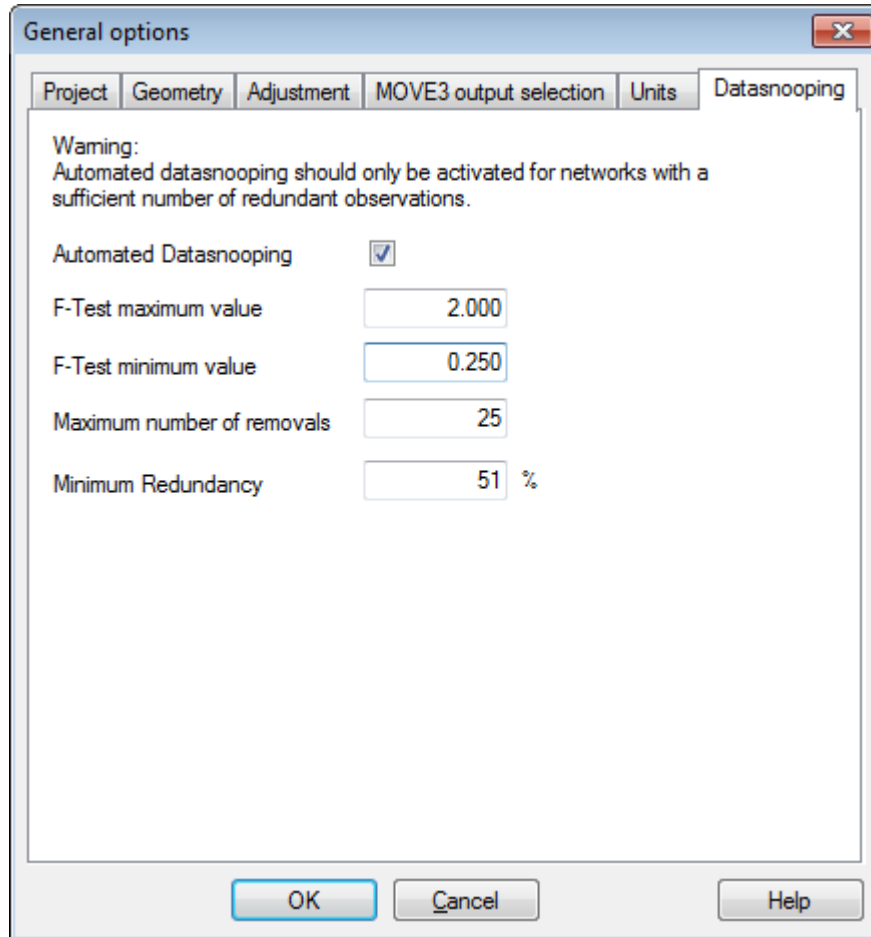 General options
Project Geometry Adjustment MOVE3 output selection Units Datasnooping
Warning:
Automated datasnooping should only be activated for networks with a
sufficient number of redundant observations.
Automated Datasnooping
F-Test maximum value 2.000
F-Test minimum value 0.250
Maximum number of removals 25
Minimum Redundancy 51 %
OK Cancel Help